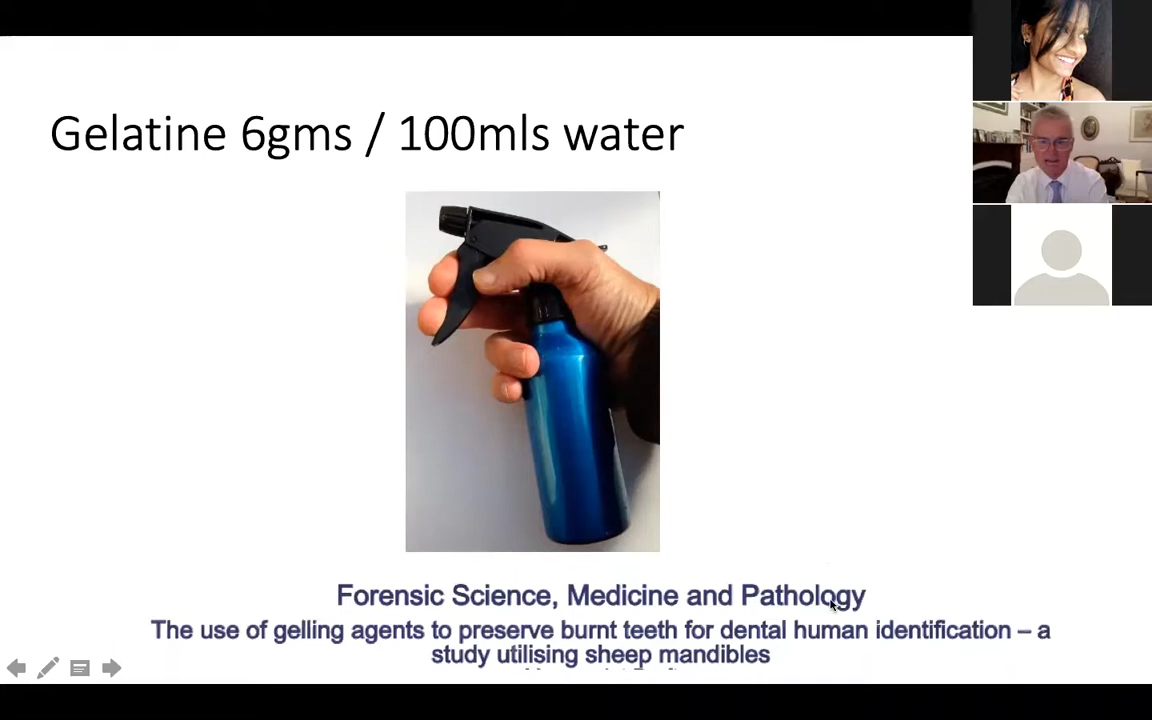 Gelatine 6gms / 100mls water
Forensic Science, Medicine and Pathology
The use of gelling agents to preserve burnt teeth for dental human identification – a
study utilising sheep mandibles